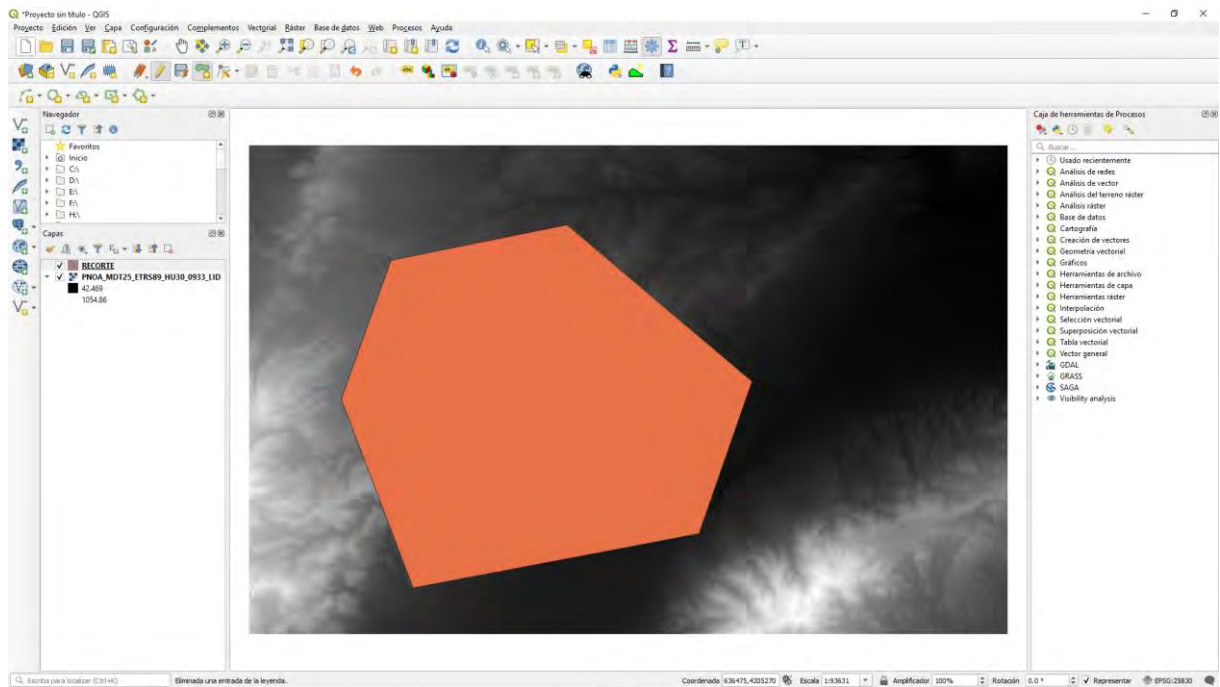 *Proyecto sin título - QGIS
Proyecto Edición Ver Capa Configuración Complementos Vectorial Ráster Base de datos Web Procesos Ayuda
Navegador
Favoritos
Inicio
C:\
D:\
E:\
F:\
H:\
Capas
RECORTE
PNOA_MDT25_ETRS89_HU30_0933_LID
42.469
1054.86
Caja de herramientas de Procesos
Buscar...
Usado recientemente
Análisis de redes
Análisis de vector
Análisis del terreno ráster
Análisis ráster
Base de datos
Cartografía
Creación de vectores
Geometría vectorial
Gráficos
Herramientas de archivo
Herramientas de capa
Herramientas ráster
Interpolación
Selección vectorial
Superposición vectorial
Tabla vectorial
Vector general
GDAL
GRASS
SAGA
Visibility analysis
Escriba para localizar (Ctrl+K) Eliminada una entrada de la leyenda. Coordenada 636475,4205270 Escala 1:93631 Amplificador 100% Rotación 0.0 ° Representar EPSG:25830